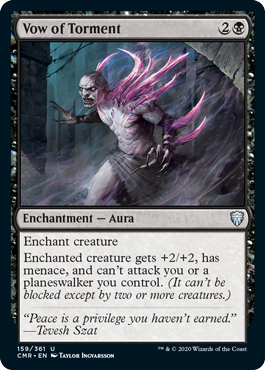 Vow of Torment 2
Enchantment — Aura
Enchant creature
Enchanted creature gets +2/+2, has
menace, and can't attack you or a
planeswalker you control. (It can't be
blocked except by two or more creatures.)
"Peace is a privilege you haven't earned."
—Tevesh Szat
159/361 U
CMR • EN Taylor Ingvarsson
™ & © 2020 Wizards of the Coast